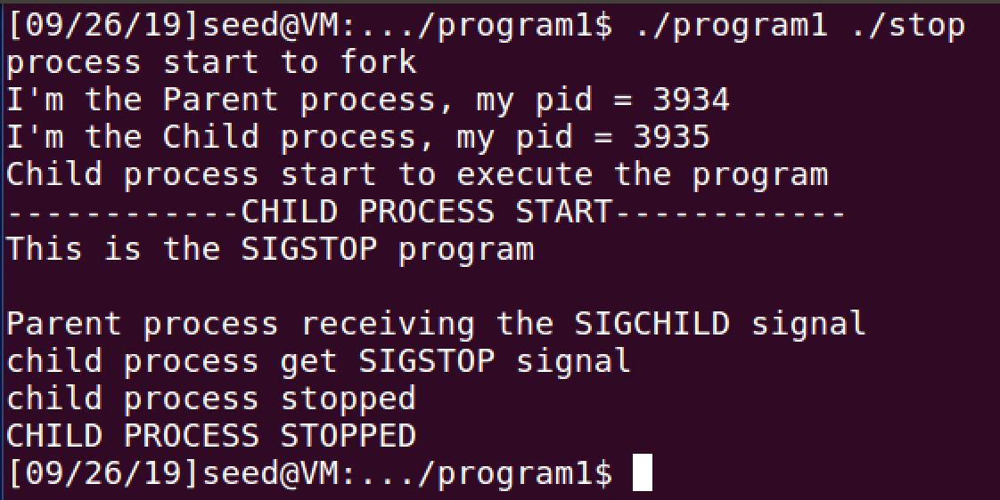 [09/26/19]seed@VM:.../program1$ ./program1 ./stop
process start to fork
I'm the Parent process, my pid = 3934
I'm the Child process, my pid = 3935
Child process start to execute the program
------------CHILD PROCESS START------------
This is the SIGSTOP program

Parent process receiving the SIGCHILD signal
child process get SIGSTOP signal
child process stopped
CHILD PROCESS STOPPED
[09/26/19]seed@VM:.../program1$